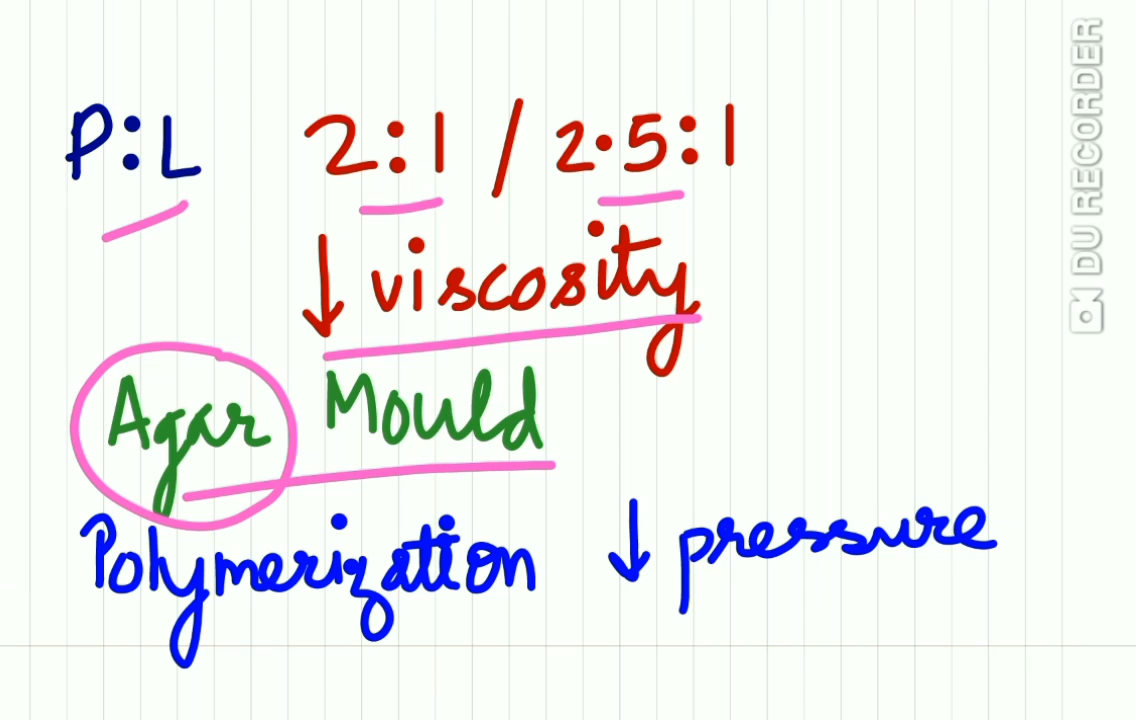 P:L 2:1 / 2.5:1
↓ viscosity
Agar Mould
Polymerization ↓ pressure
DU RECORDER